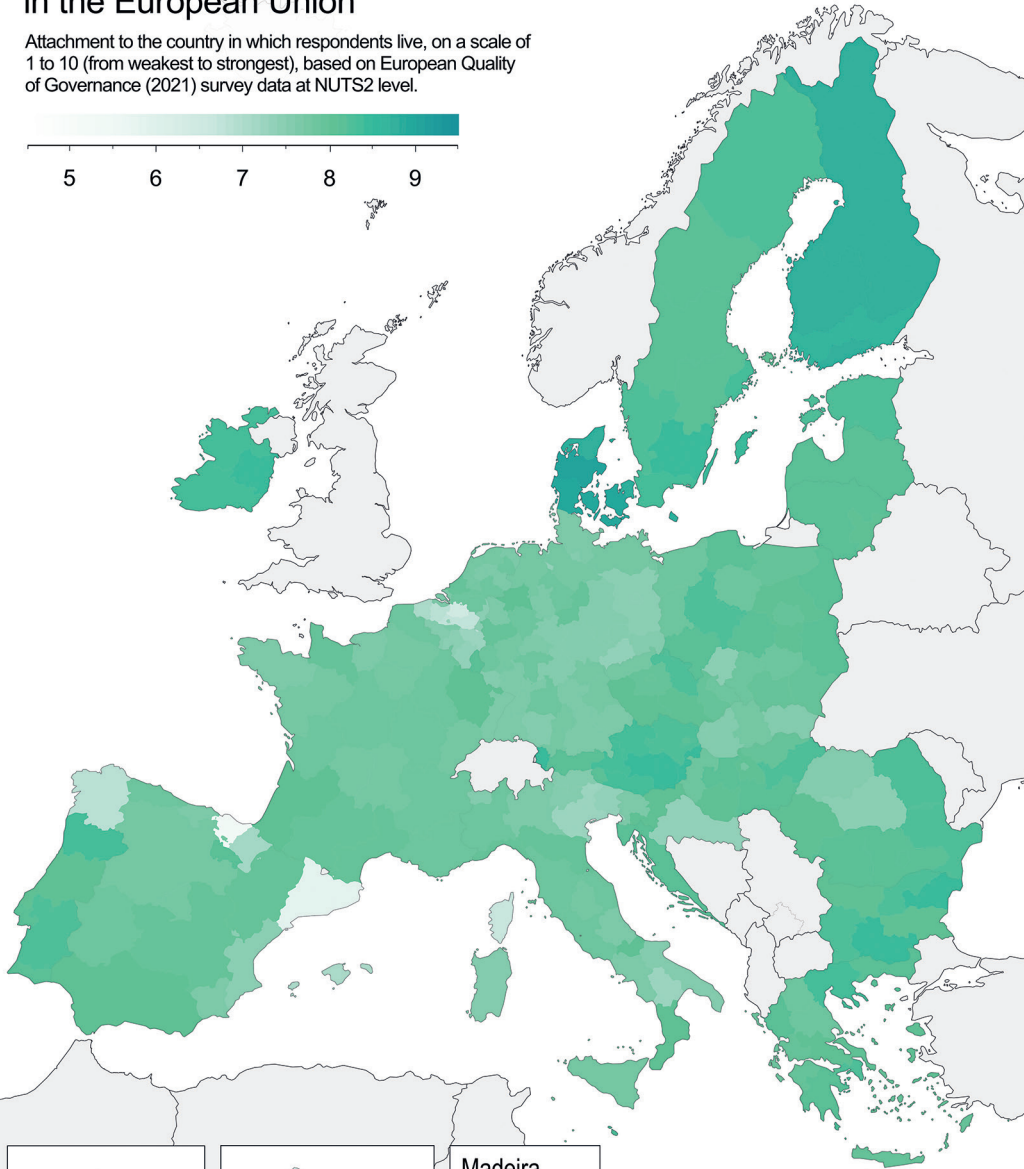 in the European Union
Attachment to the country in which respondents live, on a scale of
1 to 10 (from weakest to strongest), based on European Quality
of Governance (2021) survey data at NUTS2 level.
5 6 7 8 9
Madeira